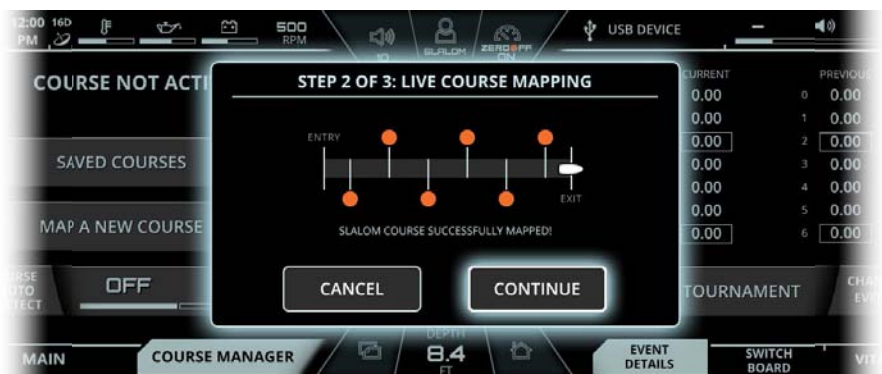 12:00 16D
PM
500
RPM
10
SLALOM
ZEROOFF
ON
USB DEVICE
COURSE NOT ACTI
STEP 2 OF 3: LIVE COURSE MAPPING
CURRENT PREVIOUS
0.00 0 0.00
0.00 1 0.00
0.00 2 0.00
0.00 3 0.00
0.00 4 0.00
0.00 5 0.00
0.00 6 0.00
ENTRY
EXIT
SAVED COURSES
SLALOM COURSE SUCCESSFULLY MAPPED!
MAP A NEW COURSE
OFF
CANCEL
CONTINUE
TOURNAMENT
MAIN
COURSE MANAGER
DEPTH
8.4
FT
EVENT
DETAILS
SWITCH
BOARD